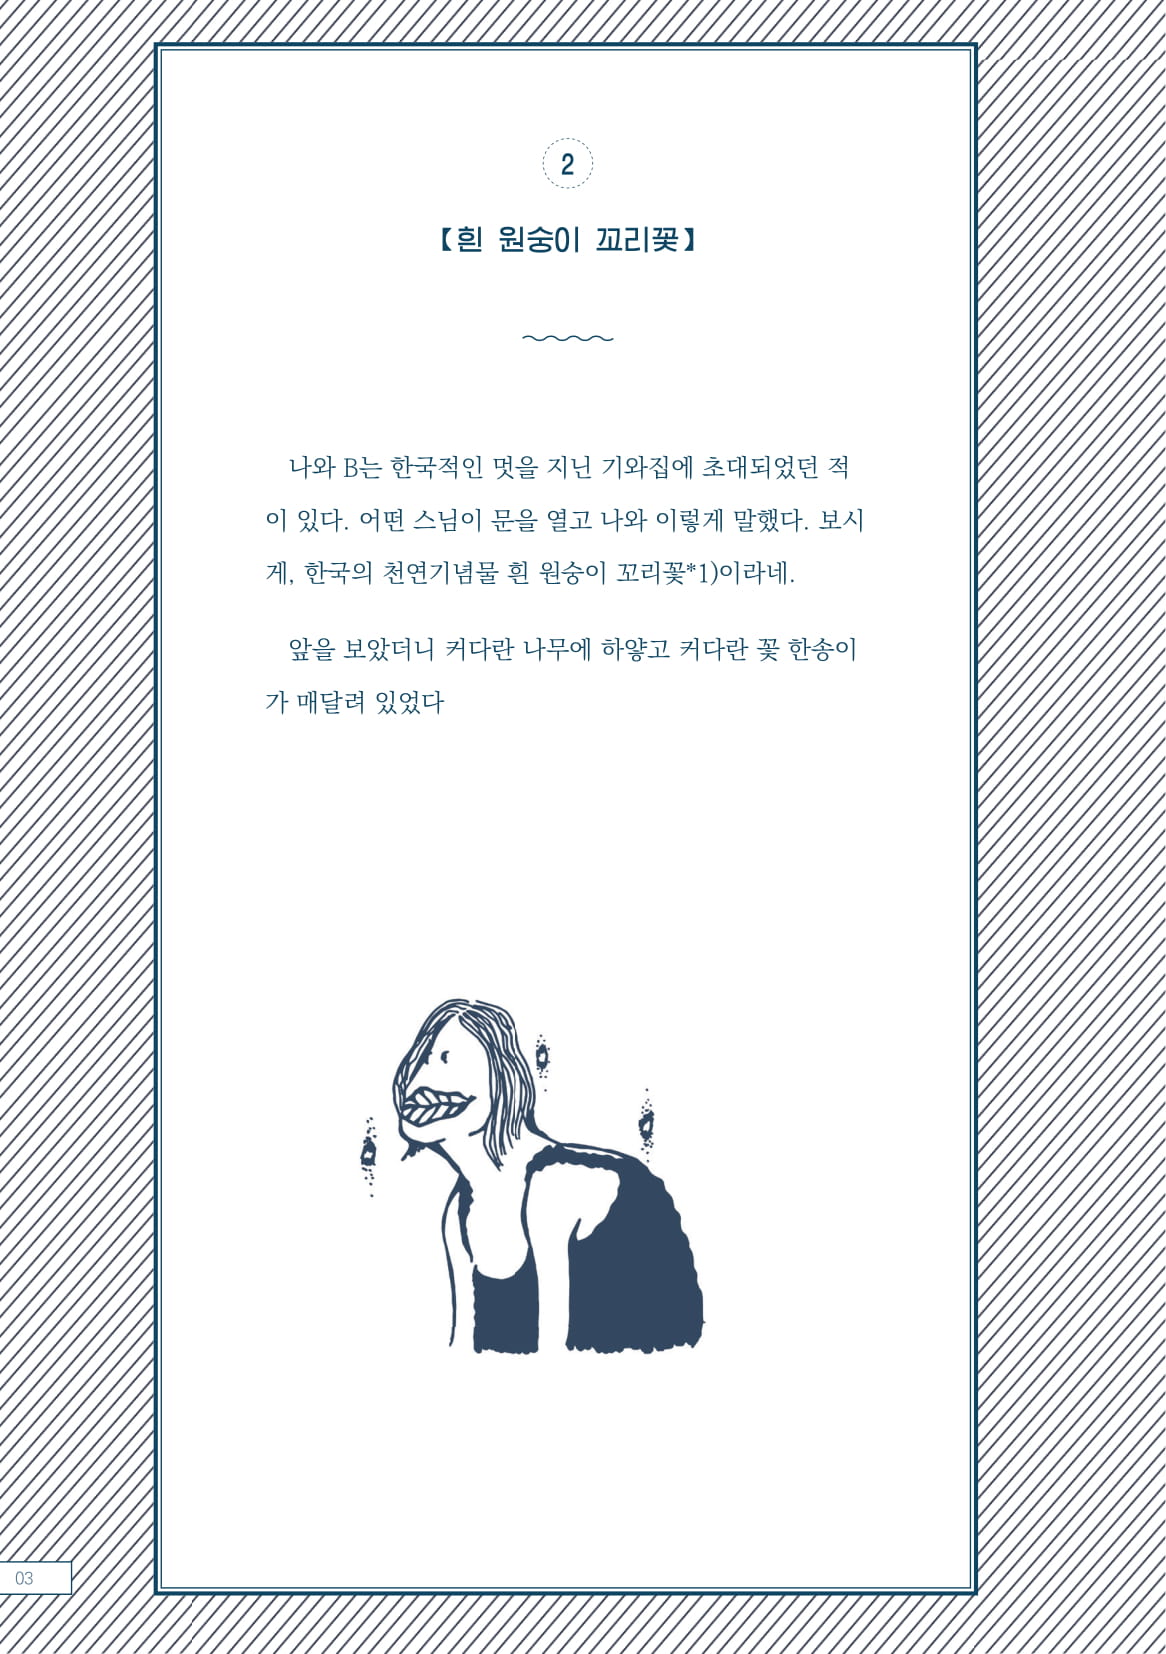 2
【흰 원숭이 꼬리꽃】
나와 B는 한국적인 멋을 지닌 기와집에 초대되었던 적
이 있다. 어떤 스님이 문을 열고 나와 이렇게 말했다. 보시
게, 한국의 천연기념물 흰 원숭이 꼬리꽃*1)이라네.
앞을 보았더니 커다란 나무에 하얗고 커다란 꽃 한송이
가 매달려 있었다
03